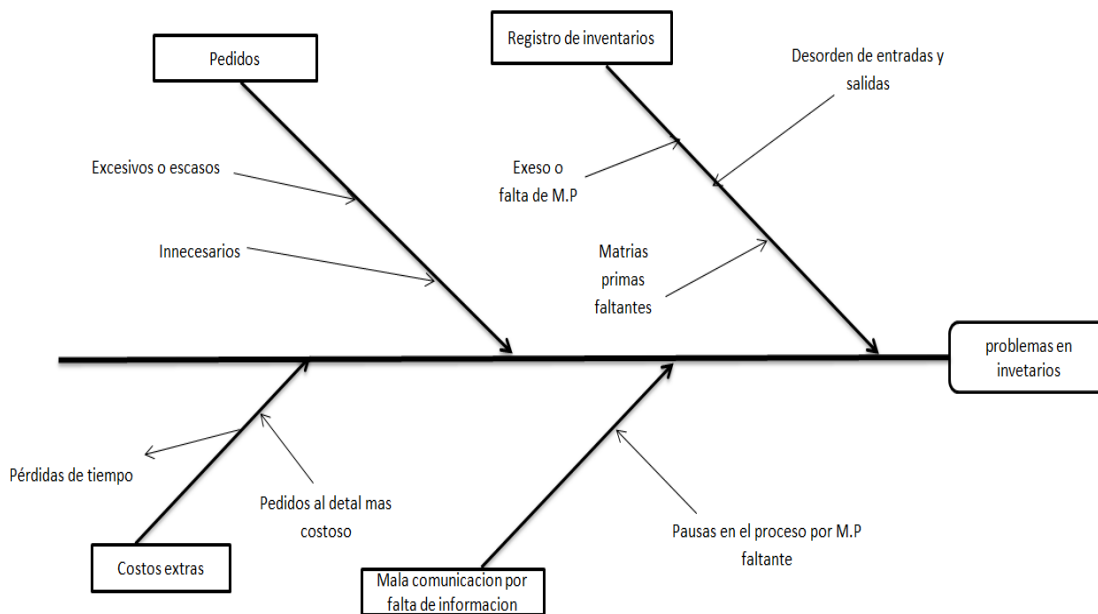 Pedidos
Registro de inventarios
Desorden de entradas y
salidas
Excesivos o escasos
Exeso o
falta de M.P
Innecesarios
Matrias
primas
faltantes
problemas en
invetarios
Pérdidas de tiempo
Pedidos al detal mas
costoso
Pausas en el proceso por M.P
faltante
Costos extras
Mala comunicacion por
falta de informacion